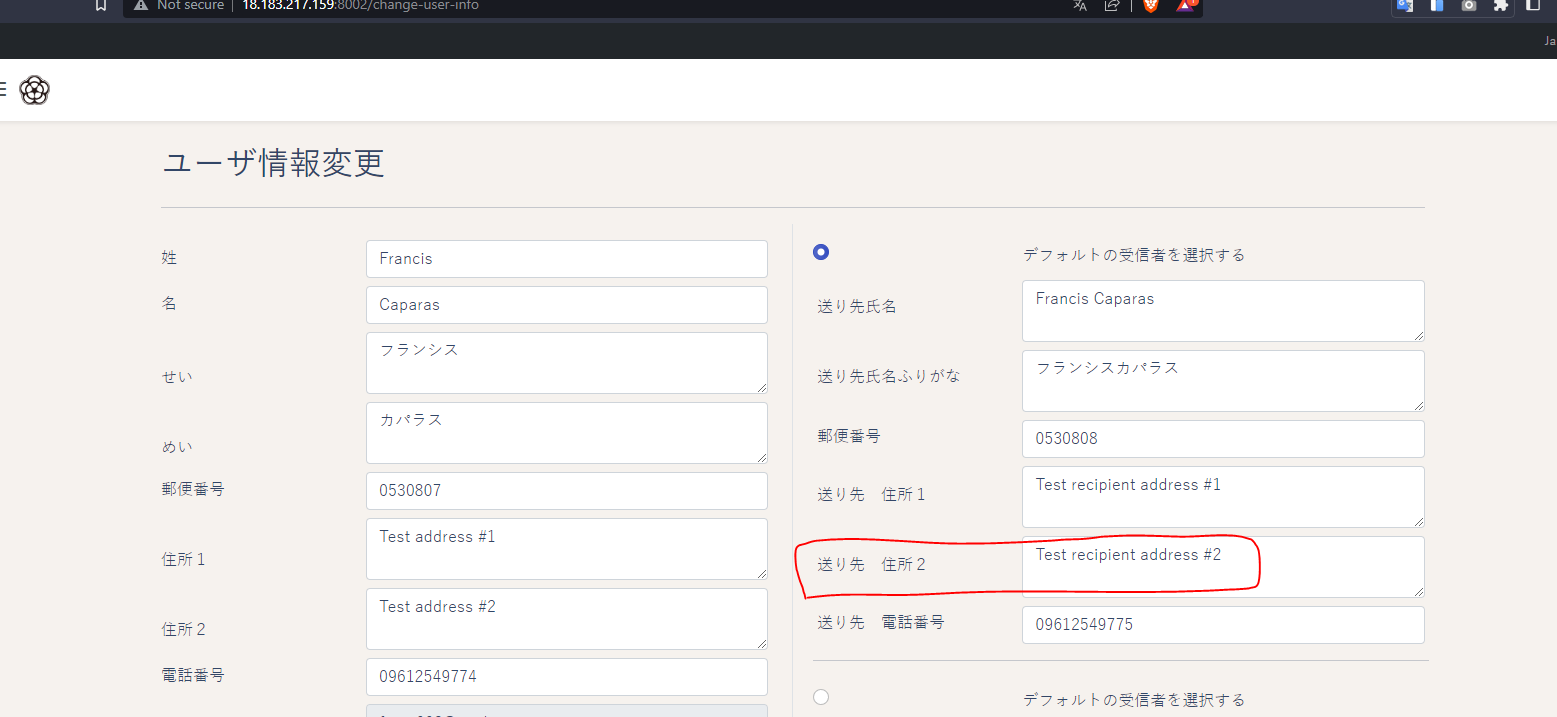 Not secure 18.183.217.159:8002/change-user-info
Ja
ユーザ情報変更
姓 Francis
名 Caparas
せい フランシス
めい カパラス
郵便番号 0530807
住所１ Test address #1
住所２ Test address #2
電話番号 09612549774
デフォルトの受信者を選択する
送り先氏名 Francis Caparas
送り先氏名ふりがな フランシスカパラス
郵便番号 0530808
送り先　住所１ Test recipient address #1
送り先　住所２ Test recipient address #2
送り先　電話番号 09612549775
デフォルトの受信者を選択する